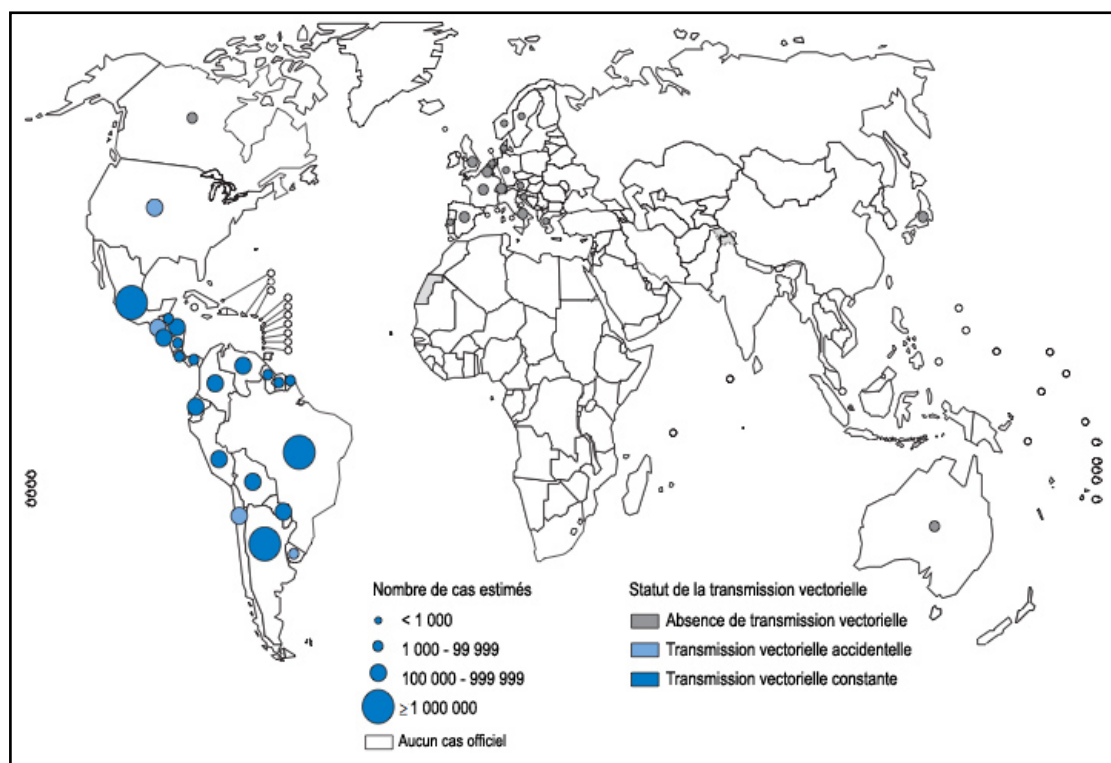 Nombre de cas estimés
< 1 000
1 000 - 99 999
100 000 - 999 999
≥ 1 000 000
Aucun cas officiel
Statut de la transmission vectorielle
Absence de transmission vectorielle
Transmission vectorielle accidentelle
Transmission vectorielle constante